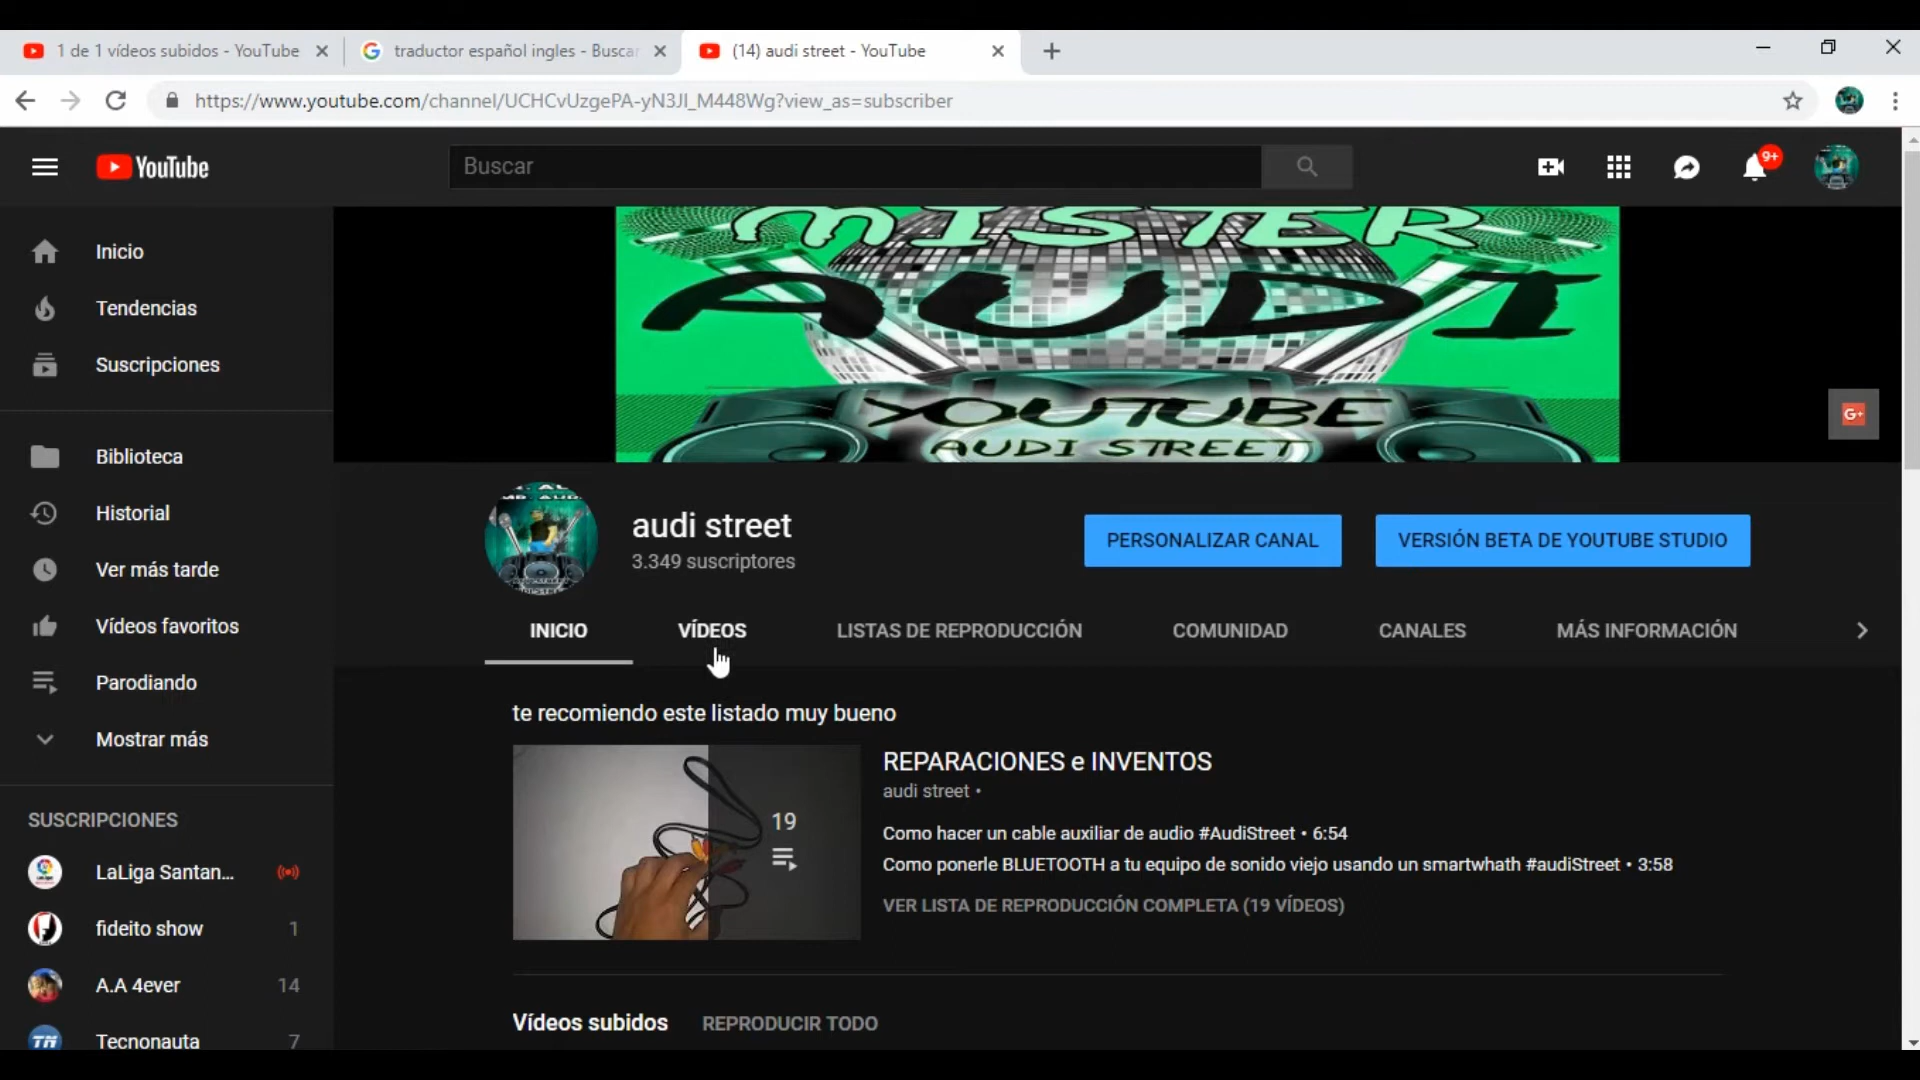 1 de 1 vídeos subidos - YouTube
traductor español ingles - Buscar
(14) audi street - YouTube
https://www.youtube.com/channel/UCHCvUzgePA-yN3Jl_M448Wg?view_as=subscriber
YouTube
Buscar
9+
Inicio
Tendencias
Suscripciones
Biblioteca
Historial
Ver más tarde
Vídeos favoritos
Parodiando
Mostrar más
SUSCRIPCIONES
LaLiga Santan...
fideito show 1
A.A 4ever 14
TN Tecnonauta 7
MISTER
AUDI
YOUTUBE
AUDI STREET
G+
audi street
3.349 suscriptores
PERSONALIZAR CANAL
VERSIÓN BETA DE YOUTUBE STUDIO
INICIO
VÍDEOS
LISTAS DE REPRODUCCIÓN
COMUNIDAD
CANALES
MÁS INFORMACIÓN
te recomiendo este listado muy bueno
19
REPARACIONES e INVENTOS
audi street •
Como hacer un cable auxiliar de audio #AudiStreet • 6:54
Como ponerle BLUETOOTH a tu equipo de sonido viejo usando un smartwhath #audiStreet • 3:58
VER LISTA DE REPRODUCCIÓN COMPLETA (19 VÍDEOS)
Vídeos subidos
REPRODUCIR TODO